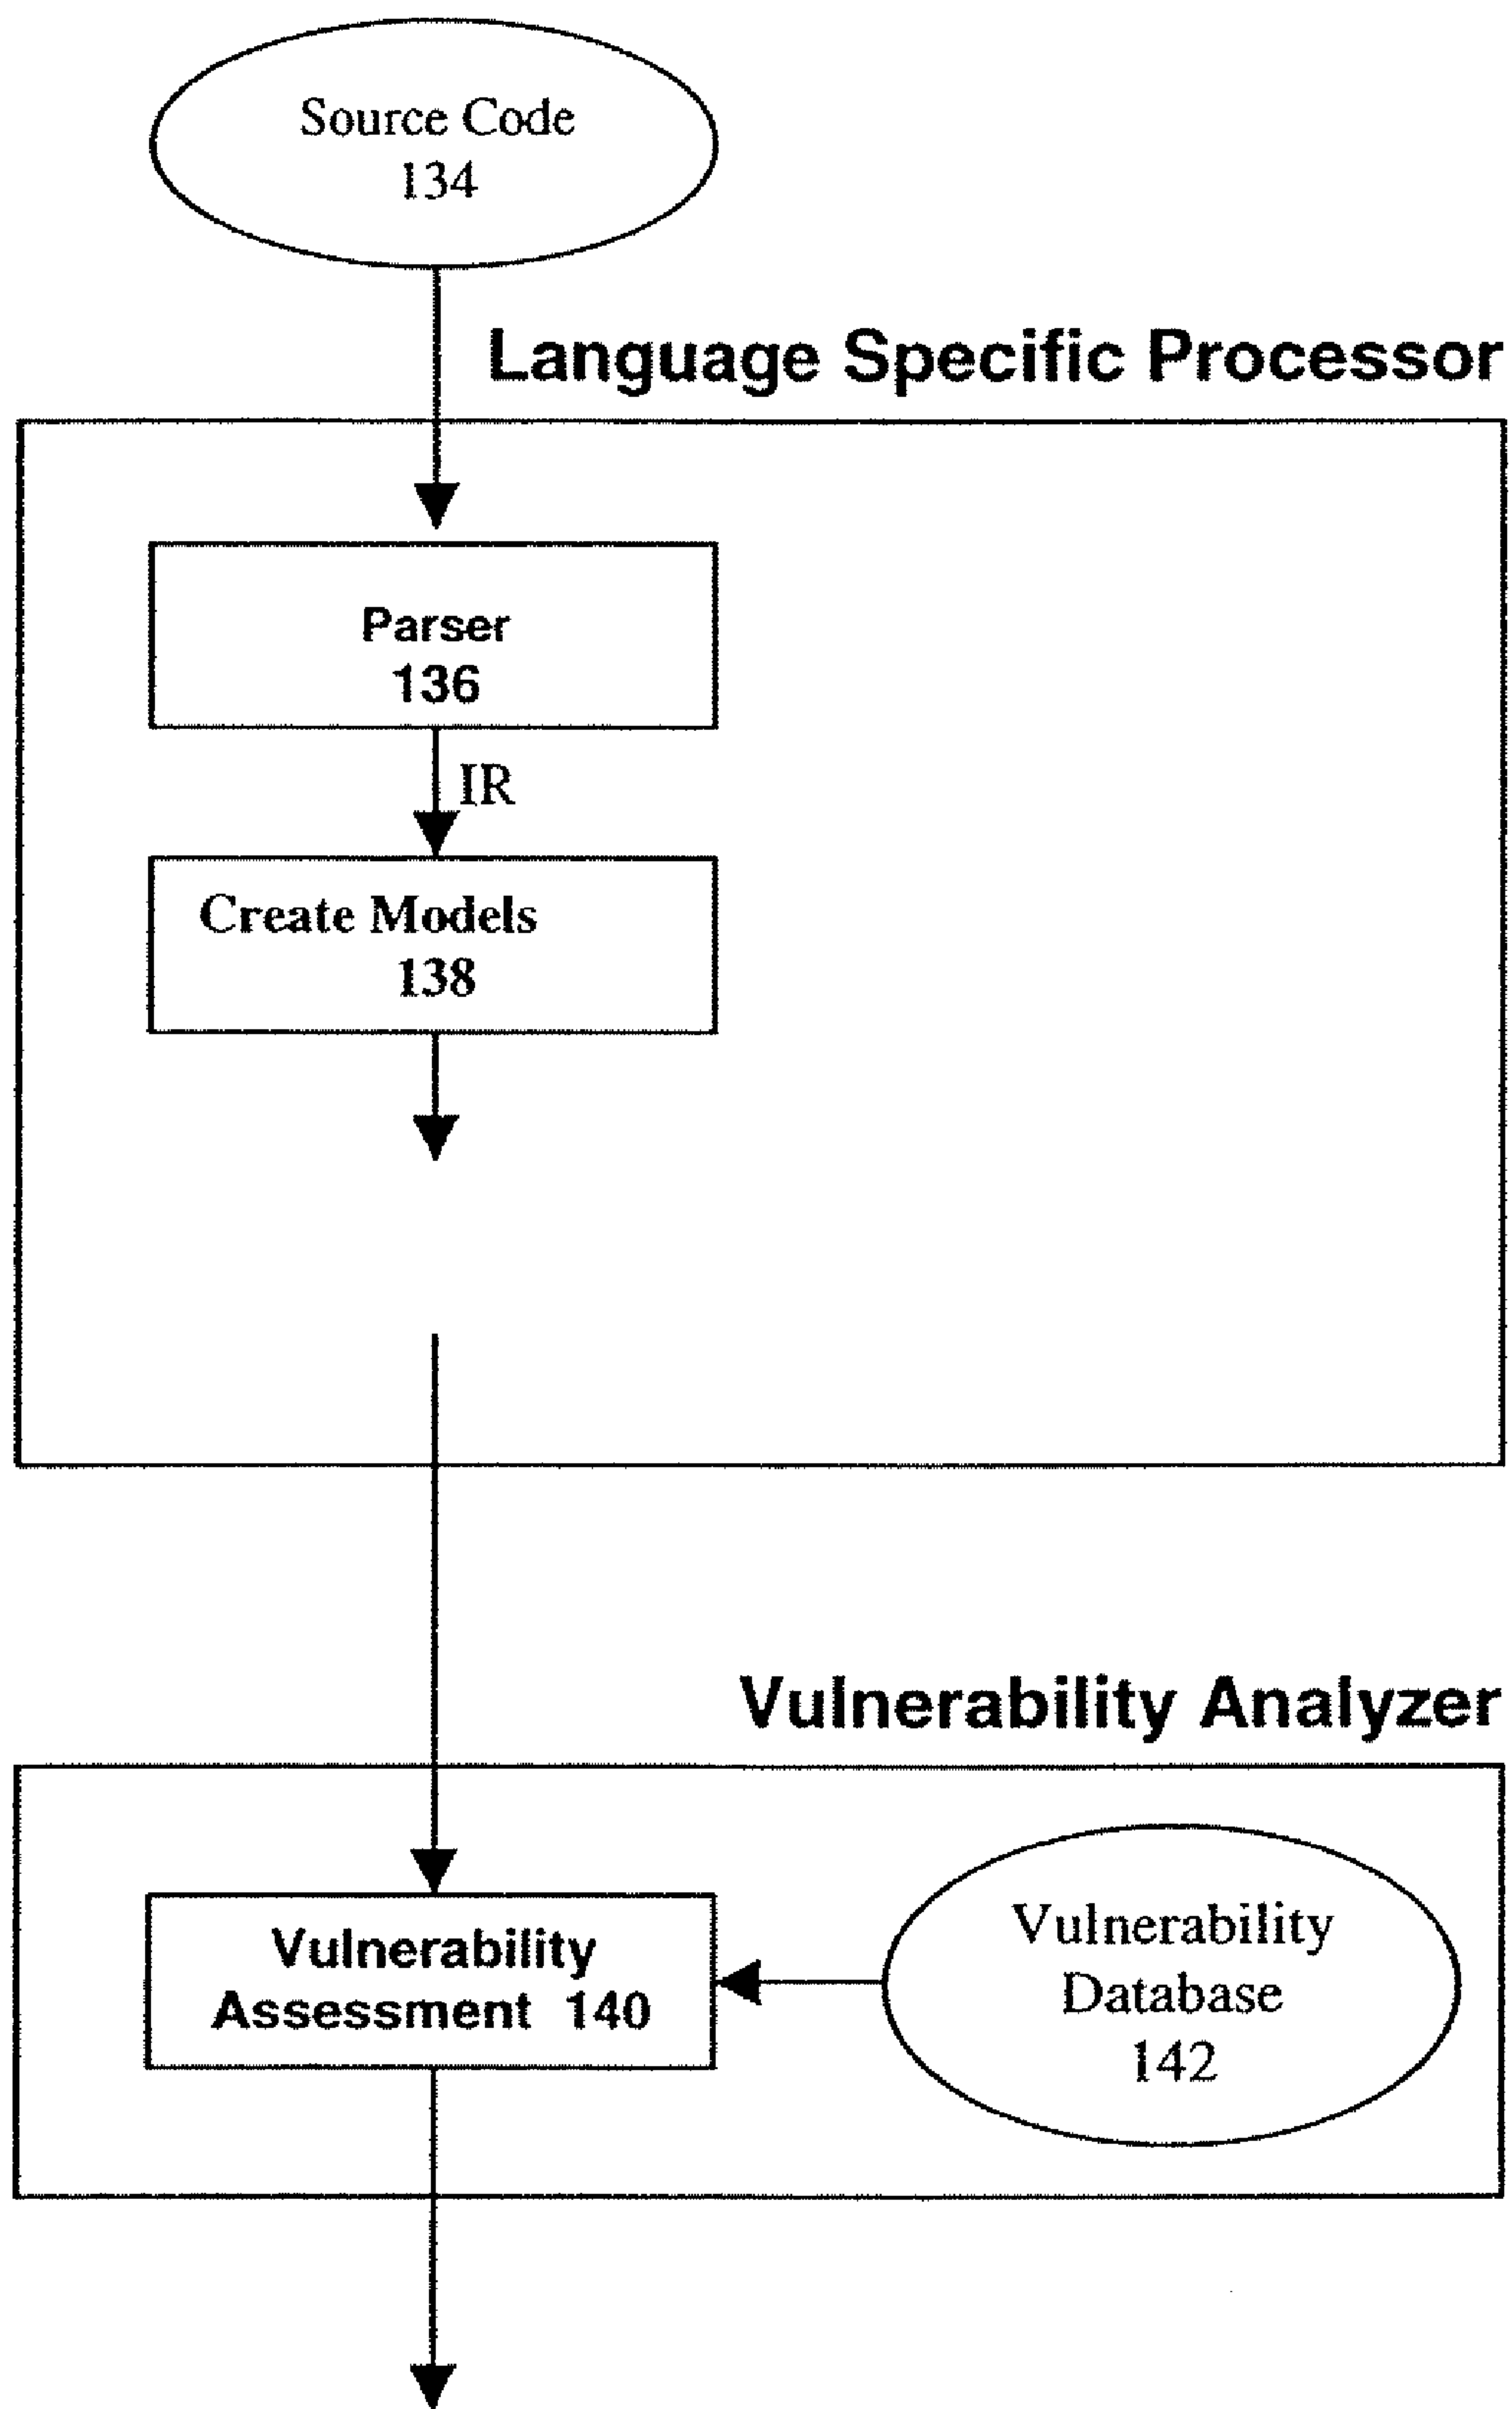 Source Code
134
Language Specific Processor
Parser
136
IR
Create Models
138
Vulnerability Analyzer
Vulnerability
Assessment 140
Vulnerability
Database
142